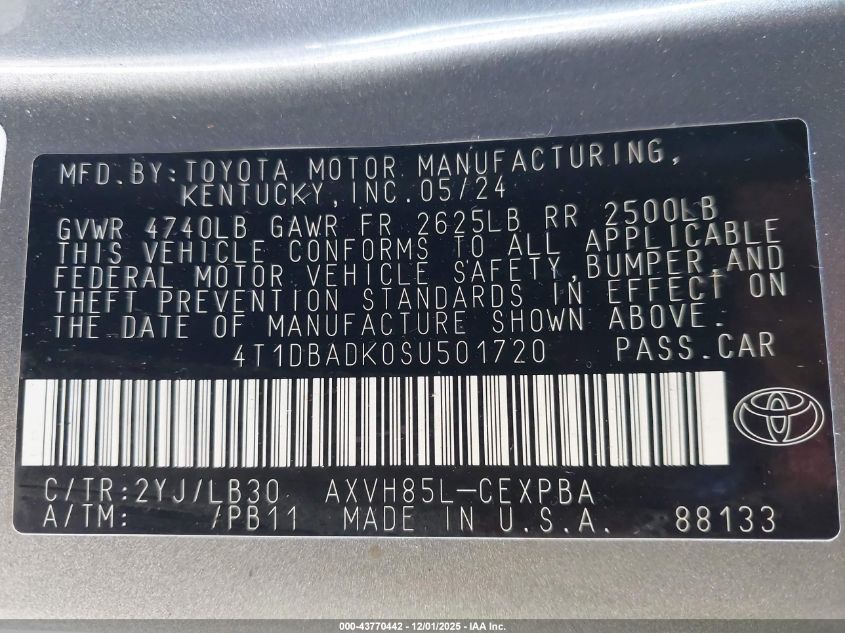 MFD.BY:TOYOTA MOTOR MANUFACTURING,
KENTUCKY,INC.05/24
GVWR 4740LB GAWR FR 2625LB RR 2500LB
THIS VEHICLE CONFORMS TO ALL APPLICABLE
FEDERAL MOTOR VEHICLE SAFETY,BUMPER,AND
THEFT PREVENTION STANDARDS IN EFFECT ON
THE DATE OF MANUFACTURE SHOWN ABOVE.
4T1DBADK0SU501720 PASS.CAR
C/TR:2YJ/LB30 AXVH85L-CEXPBA
A/TM: /PB11 MADE IN U.S.A. 88133
000-43770442 - 12/01/2025 - IAA Inc.